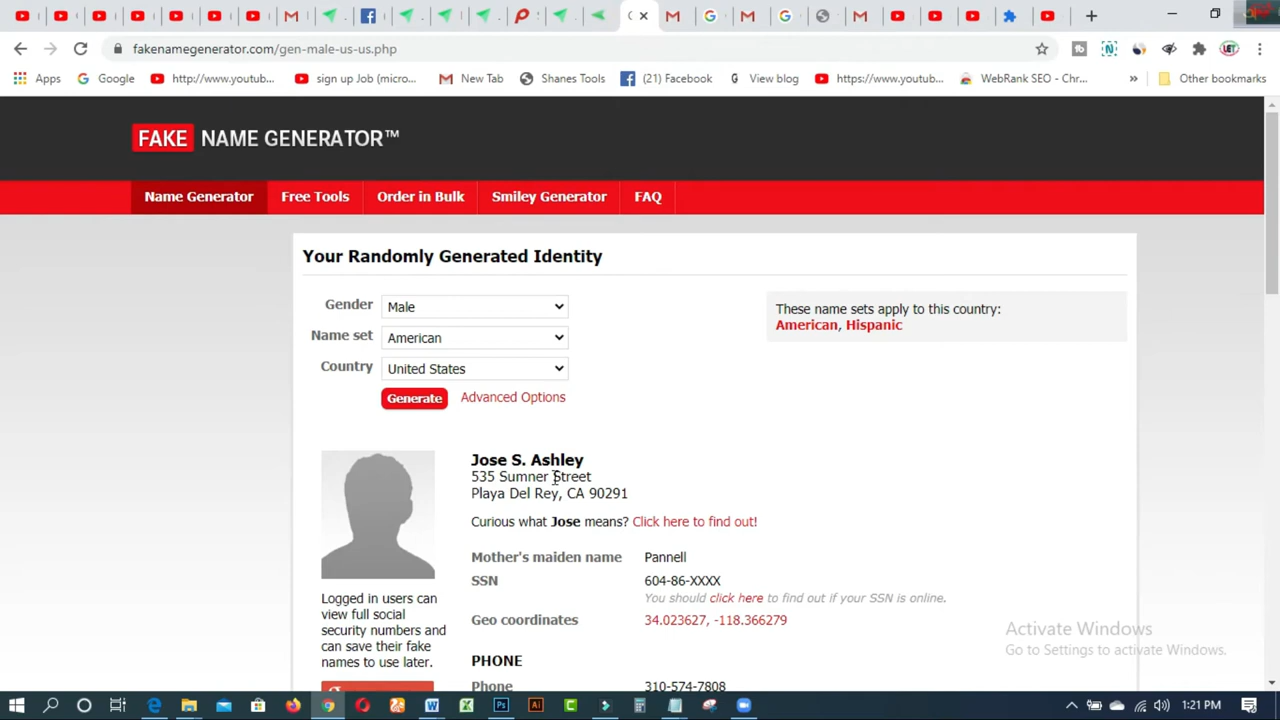 fakenamegenerator.com/gen-male-us-us.php
Apps Google http://www.youtub... sign up Job (micro... New Tab Shanes Tools (21) Facebook View blog https://www.youtu... WebRank SEO - Chr... » Other bookmarks
FAKE NAME GENERATOR™
Name Generator Free Tools Order in Bulk Smiley Generator FAQ
Your Randomly Generated Identity
Gender Male
Name set American
Country United States
Generate Advanced Options
These name sets apply to this country:
American, Hispanic
Jose S. Ashley
535 Sumner Street
Playa Del Rey, CA 90291
Curious what Jose means? Click here to find out!
Mother's maiden name Pannell
SSN 604-86-XXXX
You should click here to find out if your SSN is online.
Geo coordinates 34.023627, -118.366279
PHONE
Phone 310-574-7808
Logged in users can
view full social
security numbers and
can save their fake
names to use later.
Activate Windows
Go to Settings to activate Windows.
1:21 PM